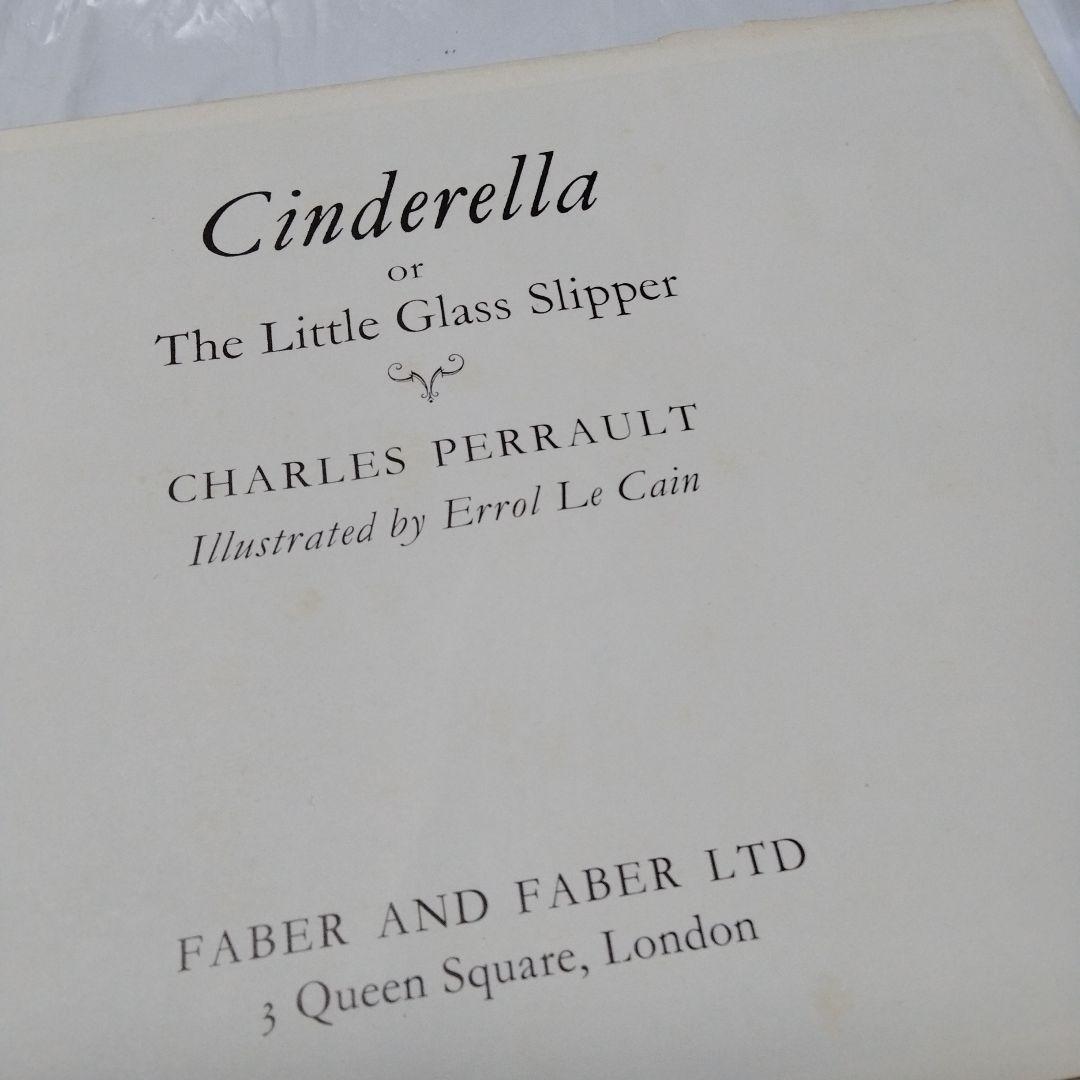 Cinderella
or
The Little Glass Slipper
CHARLES PERRAULT
Illustrated by Errol Le Cain
FABER AND FABER LTD
3 Queen Square, London